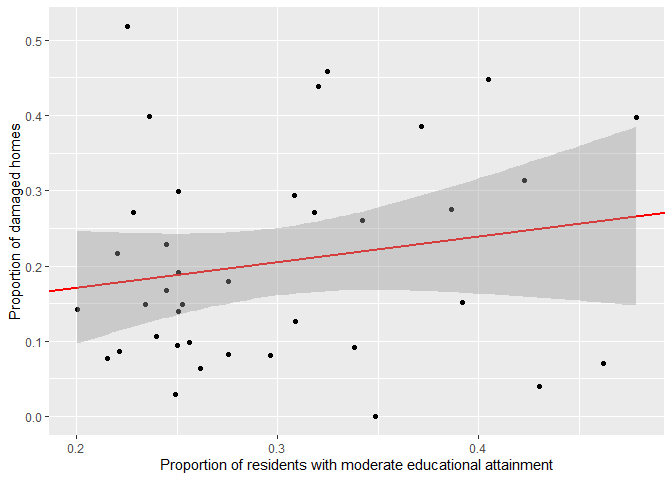 0.5
0.4
0.3
0.2
0.1
0.0
Proportion of damaged homes
0.2 0.3 0.4
Proportion of residents with moderate educational attainment